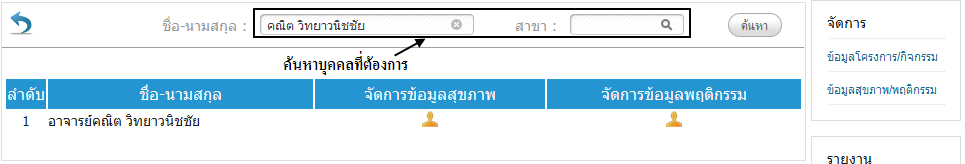 ชื่อ-นามสกุล : คณิต วิทยาวนิชชัย สาขา : ค้นหา
ค้นหาบุคคลที่ต้องการ
ลำดับ ชื่อ-นามสกุล จัดการข้อมูลสุขภาพ จัดการข้อมูลพฤติกรรม
1 อาจารย์คณิต วิทยาวนิชชัย
จัดการ
ข้อมูลโครงการ/กิจกรรม
ข้อมูลสุขภาพ/พฤติกรรม
รายงาน